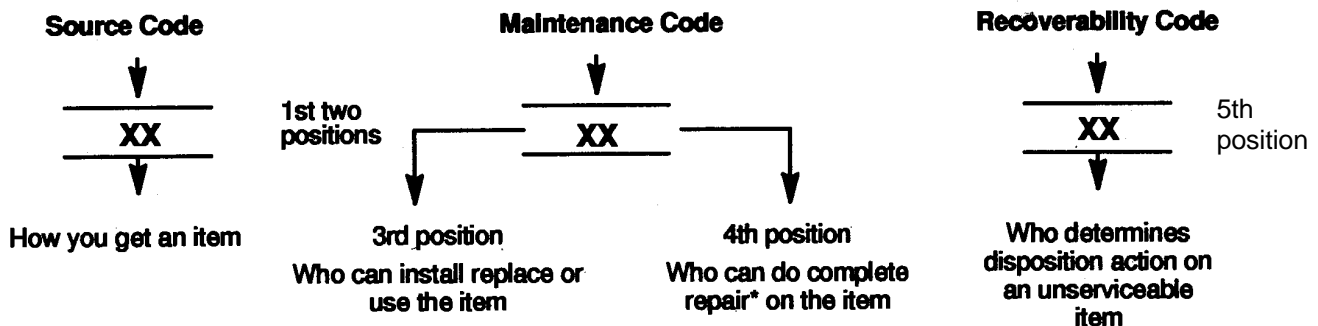 Source Code
Maintenance Code
Recoverability Code
XX
1st two
positions
XX
XX
5th
position
How you get an item
3rd position
Who can install replace or
use the item
4th position
Who can do complete
repair* on the item
Who determines
disposition action on
an unserviceable
item